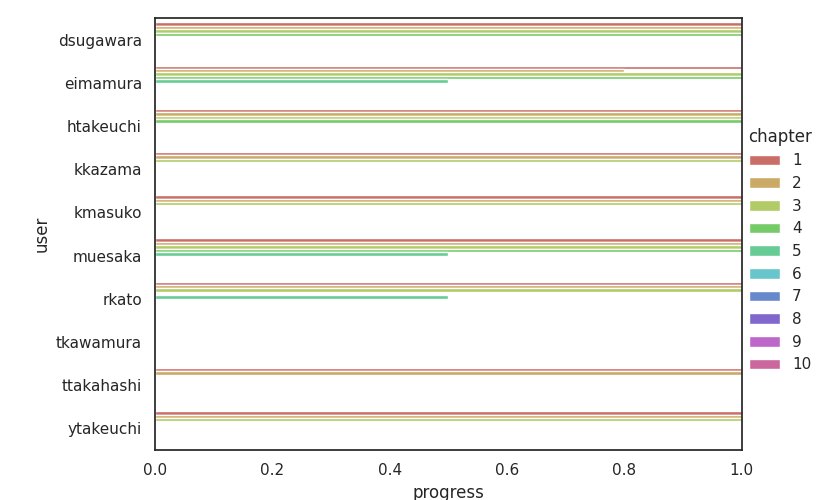 dsugawara
eimamura
htakeuchi
kkazama
kmasuko
muesaka
rkato
tkawamura
ttakahashi
ytakeuchi
user
0.0 0.2 0.4 0.6 0.8 1.0
progress
chapter
1
2
3
4
5
6
7
8
9
10